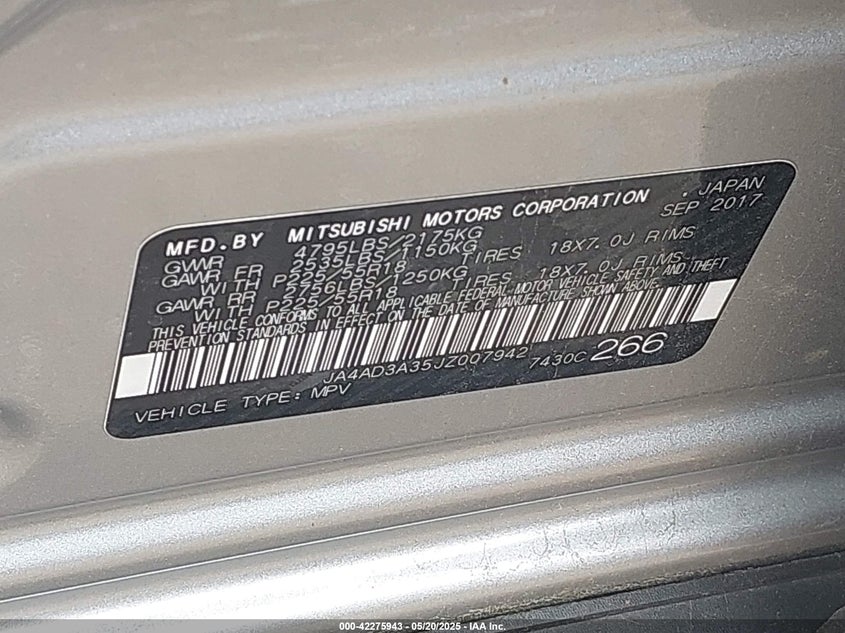 MFD.BY MITSUBISHI MOTORS CORPORATION . JAPAN
SEP 2017
GWVR 4795LBS/2175KG
GAWR FR 2535LBS/1150KG
WITH P225/55R18 TIRES 18X7.0J RIMS
GAWR RR 2756LBS/1250KG
WITH P225/55R18 TIRES 18X7.0J RIMS
THIS VEHICLE CONFORMS TO ALL APPLICABLE FEDERAL MOTOR VEHICLE SAFETY AND THEFT
PREVENTION STANDARDS IN EFFECT ON THE DATE OF MANUFACTURE SHOWN ABOVE.
JA4AD3A35JZ007942 7430C 266
VEHICLE TYPE: MPV
000-42275943 - 05/20/2025 - IAA Inc.